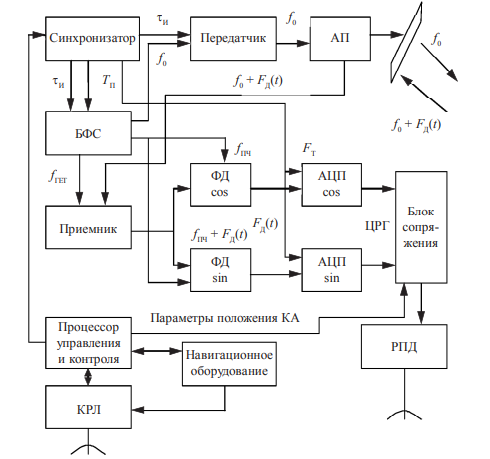 τИ
f0
f0
Синхронизатор
Передатчик
АП
f0
τИ
TП
f0
f0 + FД(t)
f0 + FД(t)
БФС
fПЧ
FТ
fГЕТ
ФД
cos
АЦП
cos
Приемник
fПЧ + FД(t)
FД(t)
ЦРГ
Блок
сопря-
жения
ФД
sin
АЦП
sin
Параметры положения КА
Процессор
управления
и контроля
Навигационное
оборудование
РПД
КРЛ